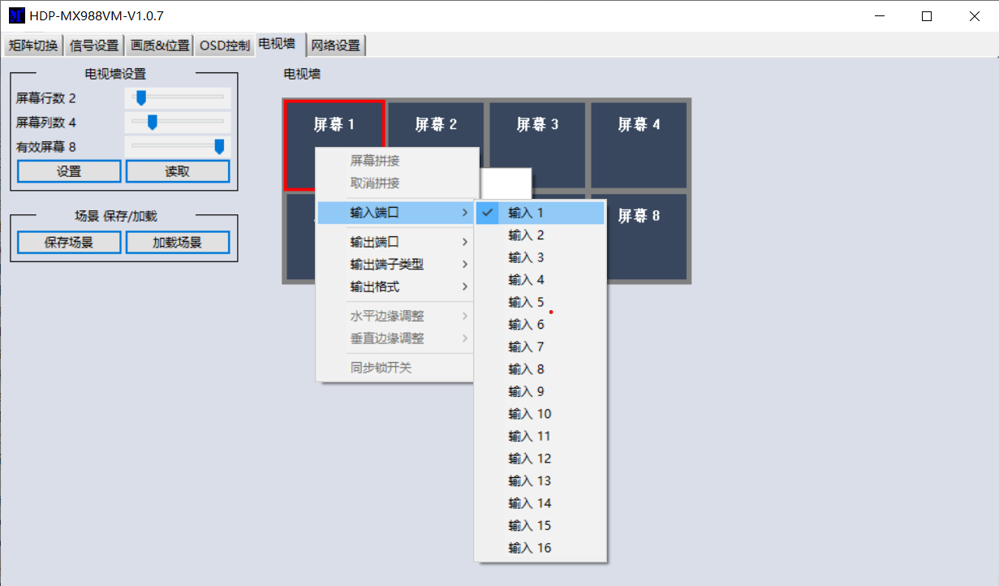 HDP-MX988VM-V1.0.7
矩阵切换 信号设置 画质&位置 OSD控制 电视墙 网络设置
电视墙设置
屏幕行数 2
屏幕列数 4
有效屏幕 8
设置 读取
场景 保存/加载
保存场景 加载场景
电视墙
屏幕 1 屏幕 2 屏幕 3 屏幕 4
屏幕 8
屏幕拼接
取消拼接
输入端口
输出端口
输出端子类型
输出格式
水平边缘调整
垂直边缘调整
同步锁开关
输入 1
输入 2
输入 3
输入 4
输入 5
输入 6
输入 7
输入 8
输入 9
输入 10
输入 11
输入 12
输入 13
输入 14
输入 15
输入 16